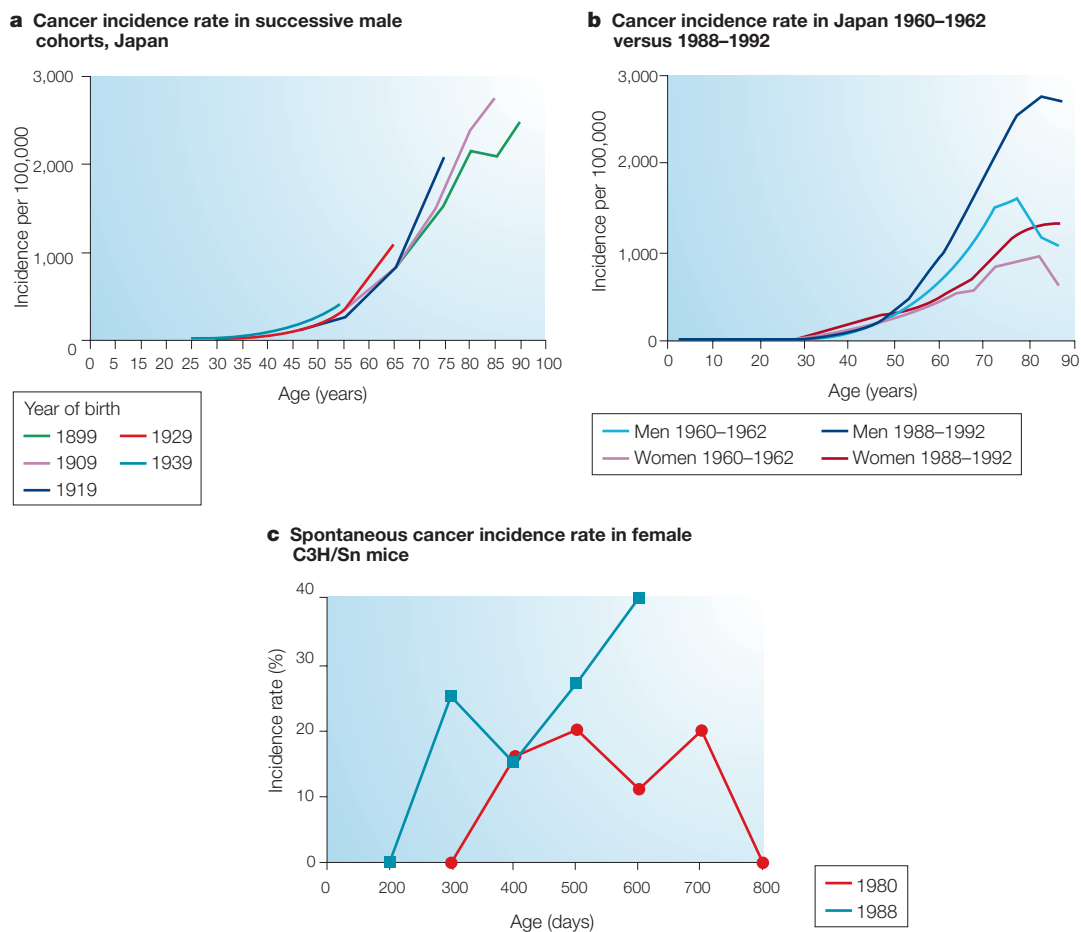 a Cancer incidence rate in successive male
cohorts, Japan
3,000
2,000
1,000
0
Incidence per 100,000
0 5 15 20 25 30 35 40 45 50 55 60 65 70 75 80 85 90 100
Age (years)
Year of birth
1899
1929
1909
1939
1919
b Cancer incidence rate in Japan 1960–1962
versus 1988–1992
3,000
2,000
1,000
0
Incidence per 100,000
0 10 20 30 40 50 60 70 80 90
Age (years)
Men 1960–1962
Men 1988–1992
Women 1960–1962
Women 1988–1992
c Spontaneous cancer incidence rate in female
C3H/Sn mice
40
30
20
10
0
Incidence rate (%)
0 200 300 400 500 600 700 800
Age (days)
1980
1988